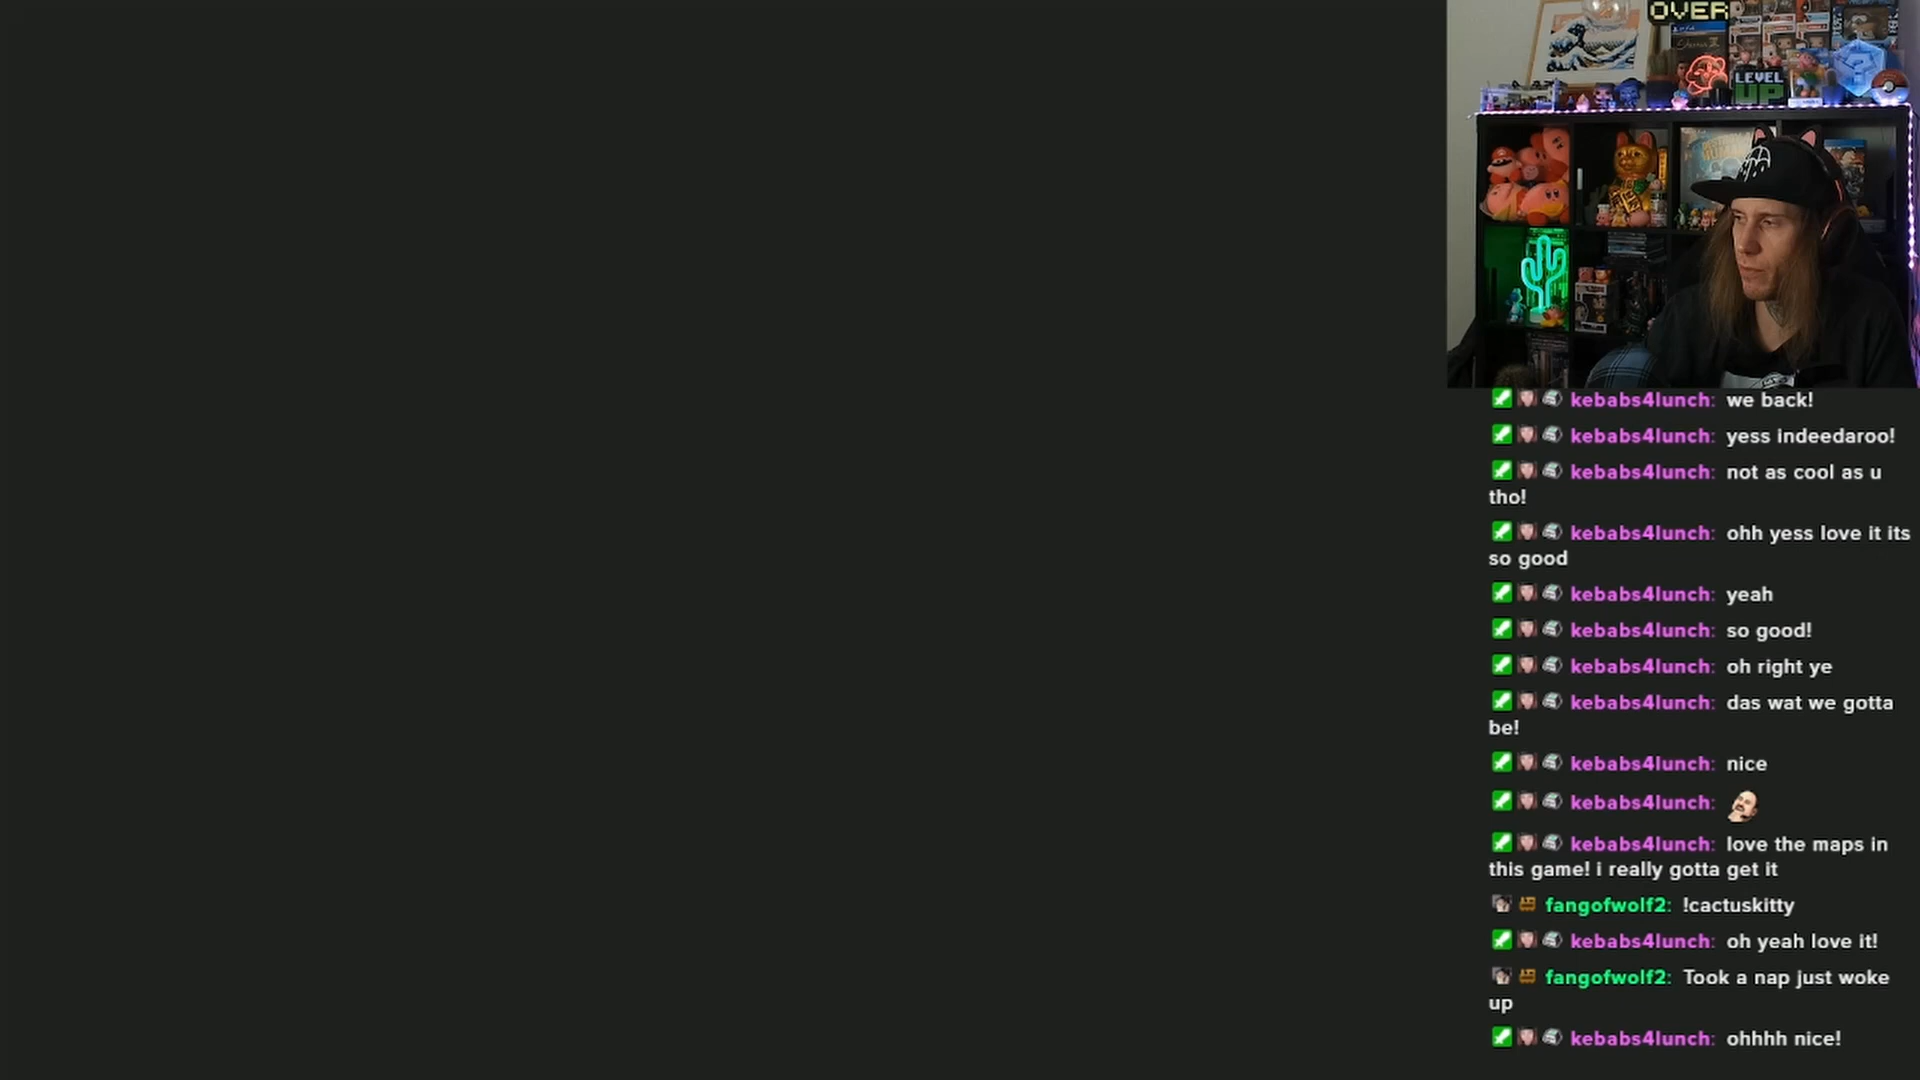 OVER
LEVEL
UP
kebabs4lunch: we back!
kebabs4lunch: yess indeedaroo!
kebabs4lunch: not as cool as u
tho!
kebabs4lunch: ohh yess love it its
so good
kebabs4lunch: yeah
kebabs4lunch: so good!
kebabs4lunch: oh right ye
kebabs4lunch: das wat we gotta
be!
kebabs4lunch: nice
kebabs4lunch:
kebabs4lunch: love the maps in
this game! i really gotta get it
fangofwolf2: !cactuskitty
kebabs4lunch: oh yeah love it!
fangofwolf2: Took a nap just woke
up
kebabs4lunch: ohhhh nice!